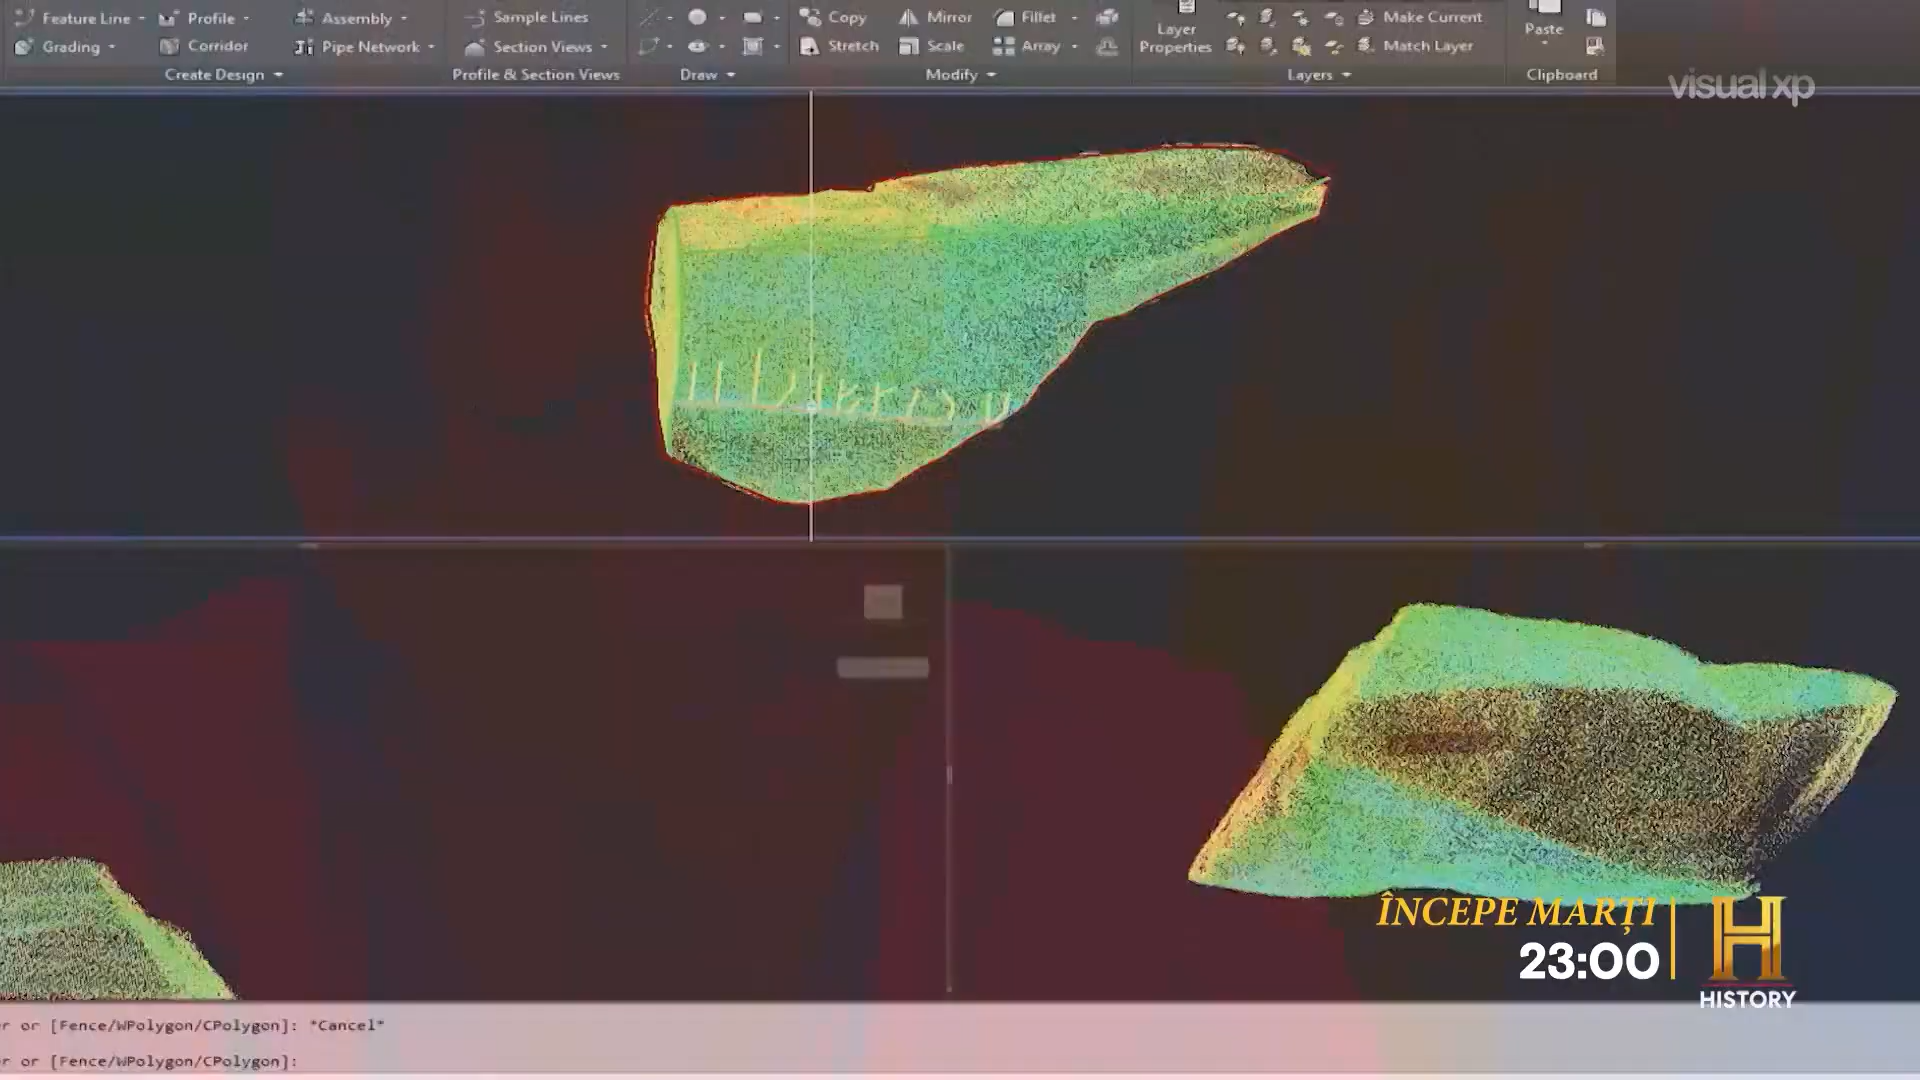 Feature Line Profile Assembly Sample Lines Copy Mirror Fillet Make Current
Grading Corridor Pipe Network Section Views Stretch Scale Array Layer Properties Match Layer Paste
Create Design Profile & Section Views Draw Modify Layers Clipboard
visual xp
ÎNCEPE MARȚI
23:00
H
HISTORY
r or [Fence/WPolygon/CPolygon]: *Cancel*
r or [Fence/WPolygon/CPolygon]: